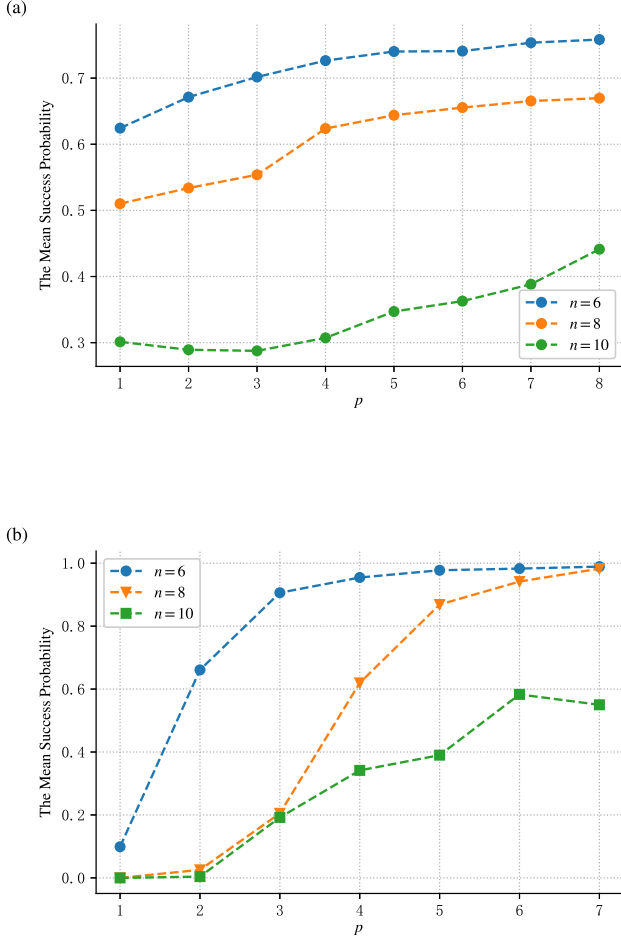 (a)
The Mean Success Probability
0.7
0.6
0.5
0.4
0.3
n=6
n=8
n=10
1 2 3 4 5 6 7 8
p
(b)
The Mean Success Probability
1.0
0.8
0.6
0.4
0.2
0.0
n=6
n=8
n=10
1 2 3 4 5 6 7
p